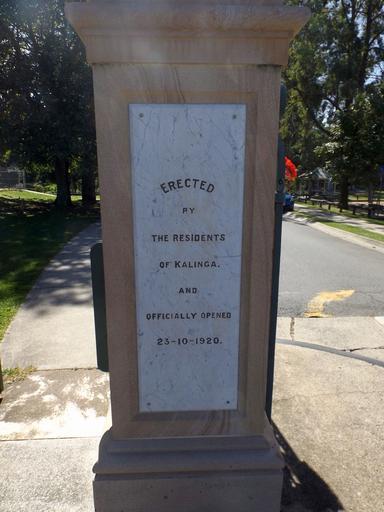 ERECTED
BY
THE RESIDENTS
OF KALINGA.
AND
OFFICIALLY OPENED
23-10-1920.